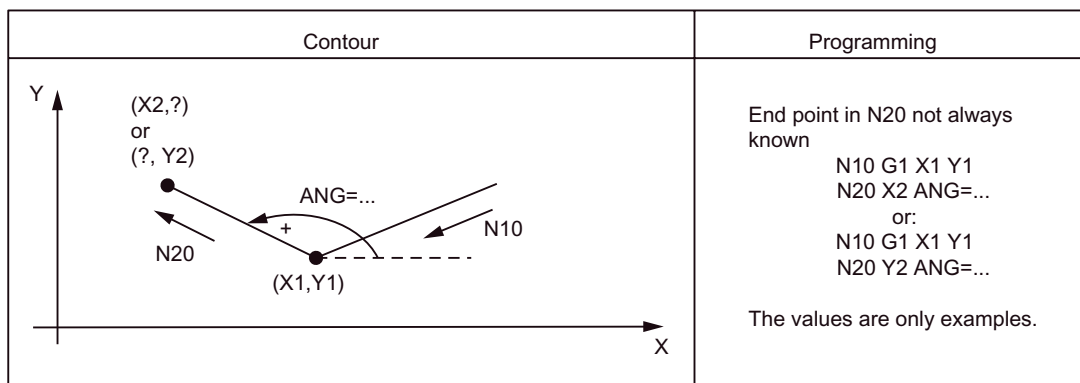 Contour
Programming
Y
(X2,?)
or
(?, Y2)
ANG=...
+
N10
N20
(X1,Y1)
X
End point in N20 not always
known
N10 G1 X1 Y1
N20 X2 ANG=...
or:
N10 G1 X1 Y1
N20 Y2 ANG=...
The values are only examples.